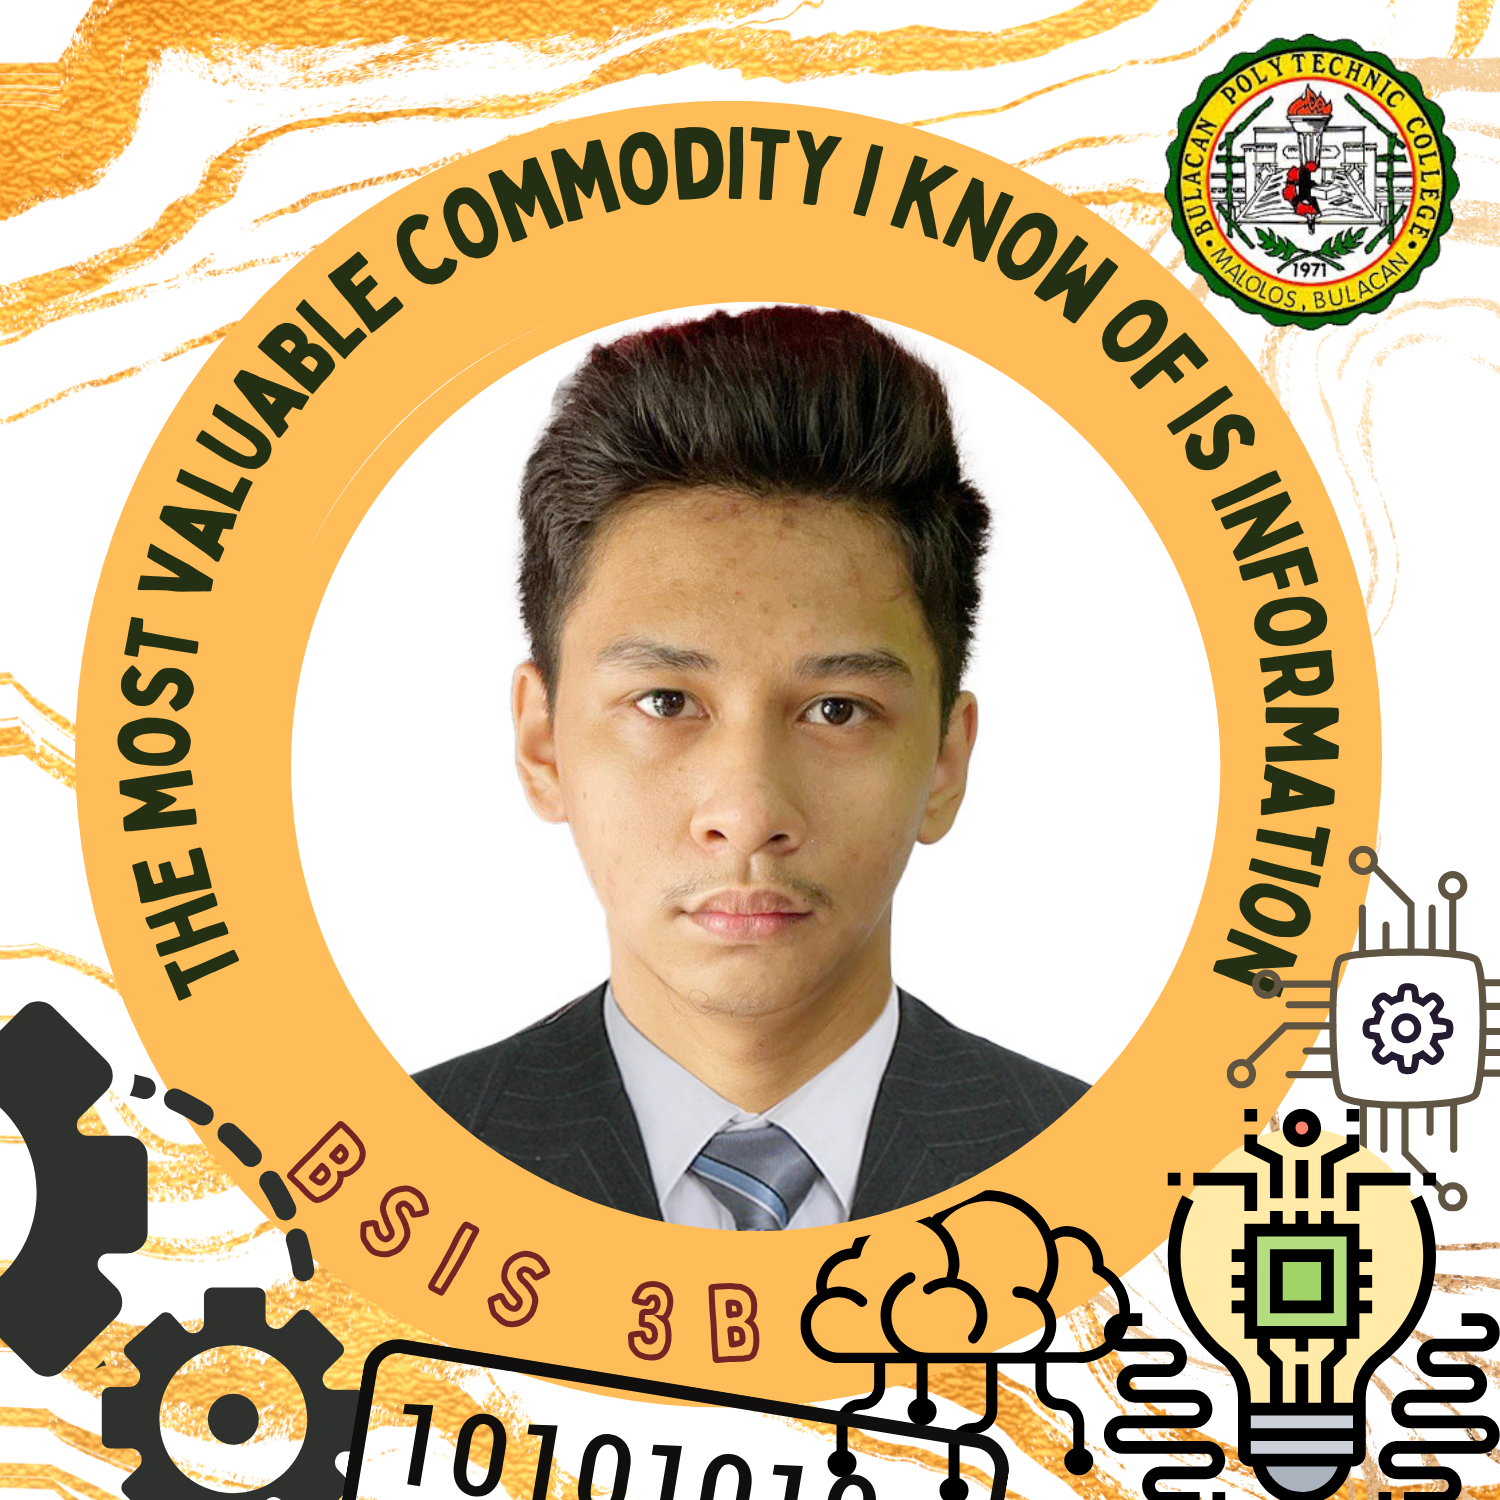 THE MOST VALUABLE COMMODITY I KNOW OF IS INFORMATION
BULACAN POLYTECHNIC COLLEGE
1971
MALOLOS, BULACAN
BSIS 3B
10101010